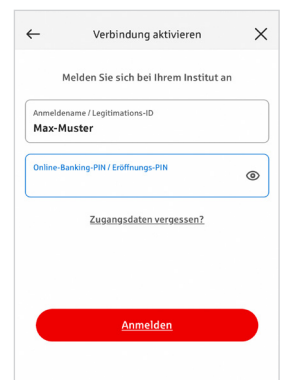 Verbindung aktivieren
Melden Sie sich bei Ihrem Institut an
Anmeldename / Legitimations-ID
Max-Muster
Online-Banking-PIN / Eröffnungs-PIN
Zugangsdaten vergessen?
Anmelden